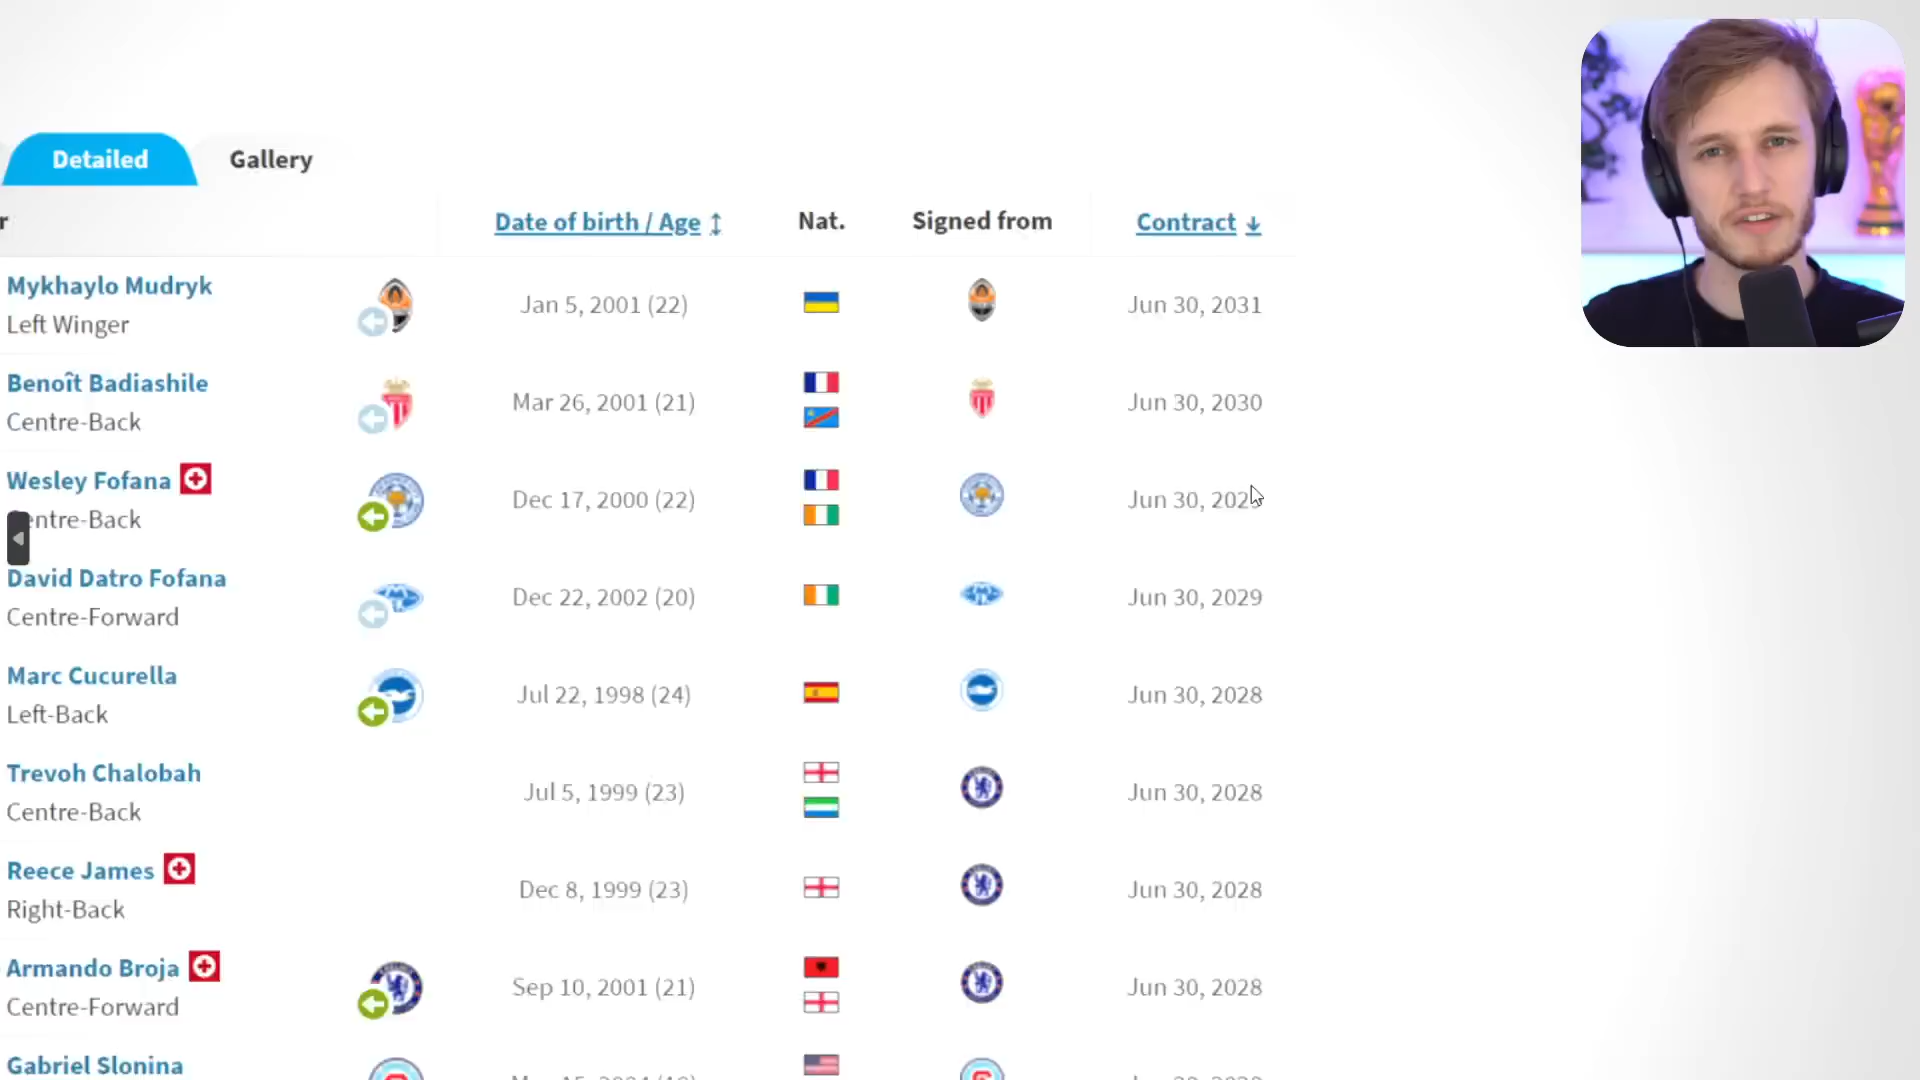 Detailed
Gallery
r
Date of birth / Age
Nat.
Signed from
Contract
Mykhaylo Mudryk
Left Winger
Jan 5, 2001 (22)
Jun 30, 2031
Benoît Badiashile
Centre-Back
Mar 26, 2001 (21)
Jun 30, 2030
Wesley Fofana
entre-Back
Dec 17, 2000 (22)
Jun 30,
David Datro Fofana
Centre-Forward
Dec 22, 2002 (20)
Jun 30, 2029
Marc Cucurella
Left-Back
Jul 22, 1998 (24)
Jun 30, 2028
Trevoh Chalobah
Centre-Back
Jul 5, 1999 (23)
Jun 30, 2028
Reece James
Right-Back
Dec 8, 1999 (23)
Jun 30, 2028
Armando Broja
Centre-Forward
Sep 10, 2001 (21)
Jun 30, 2028
Gabriel Slonina